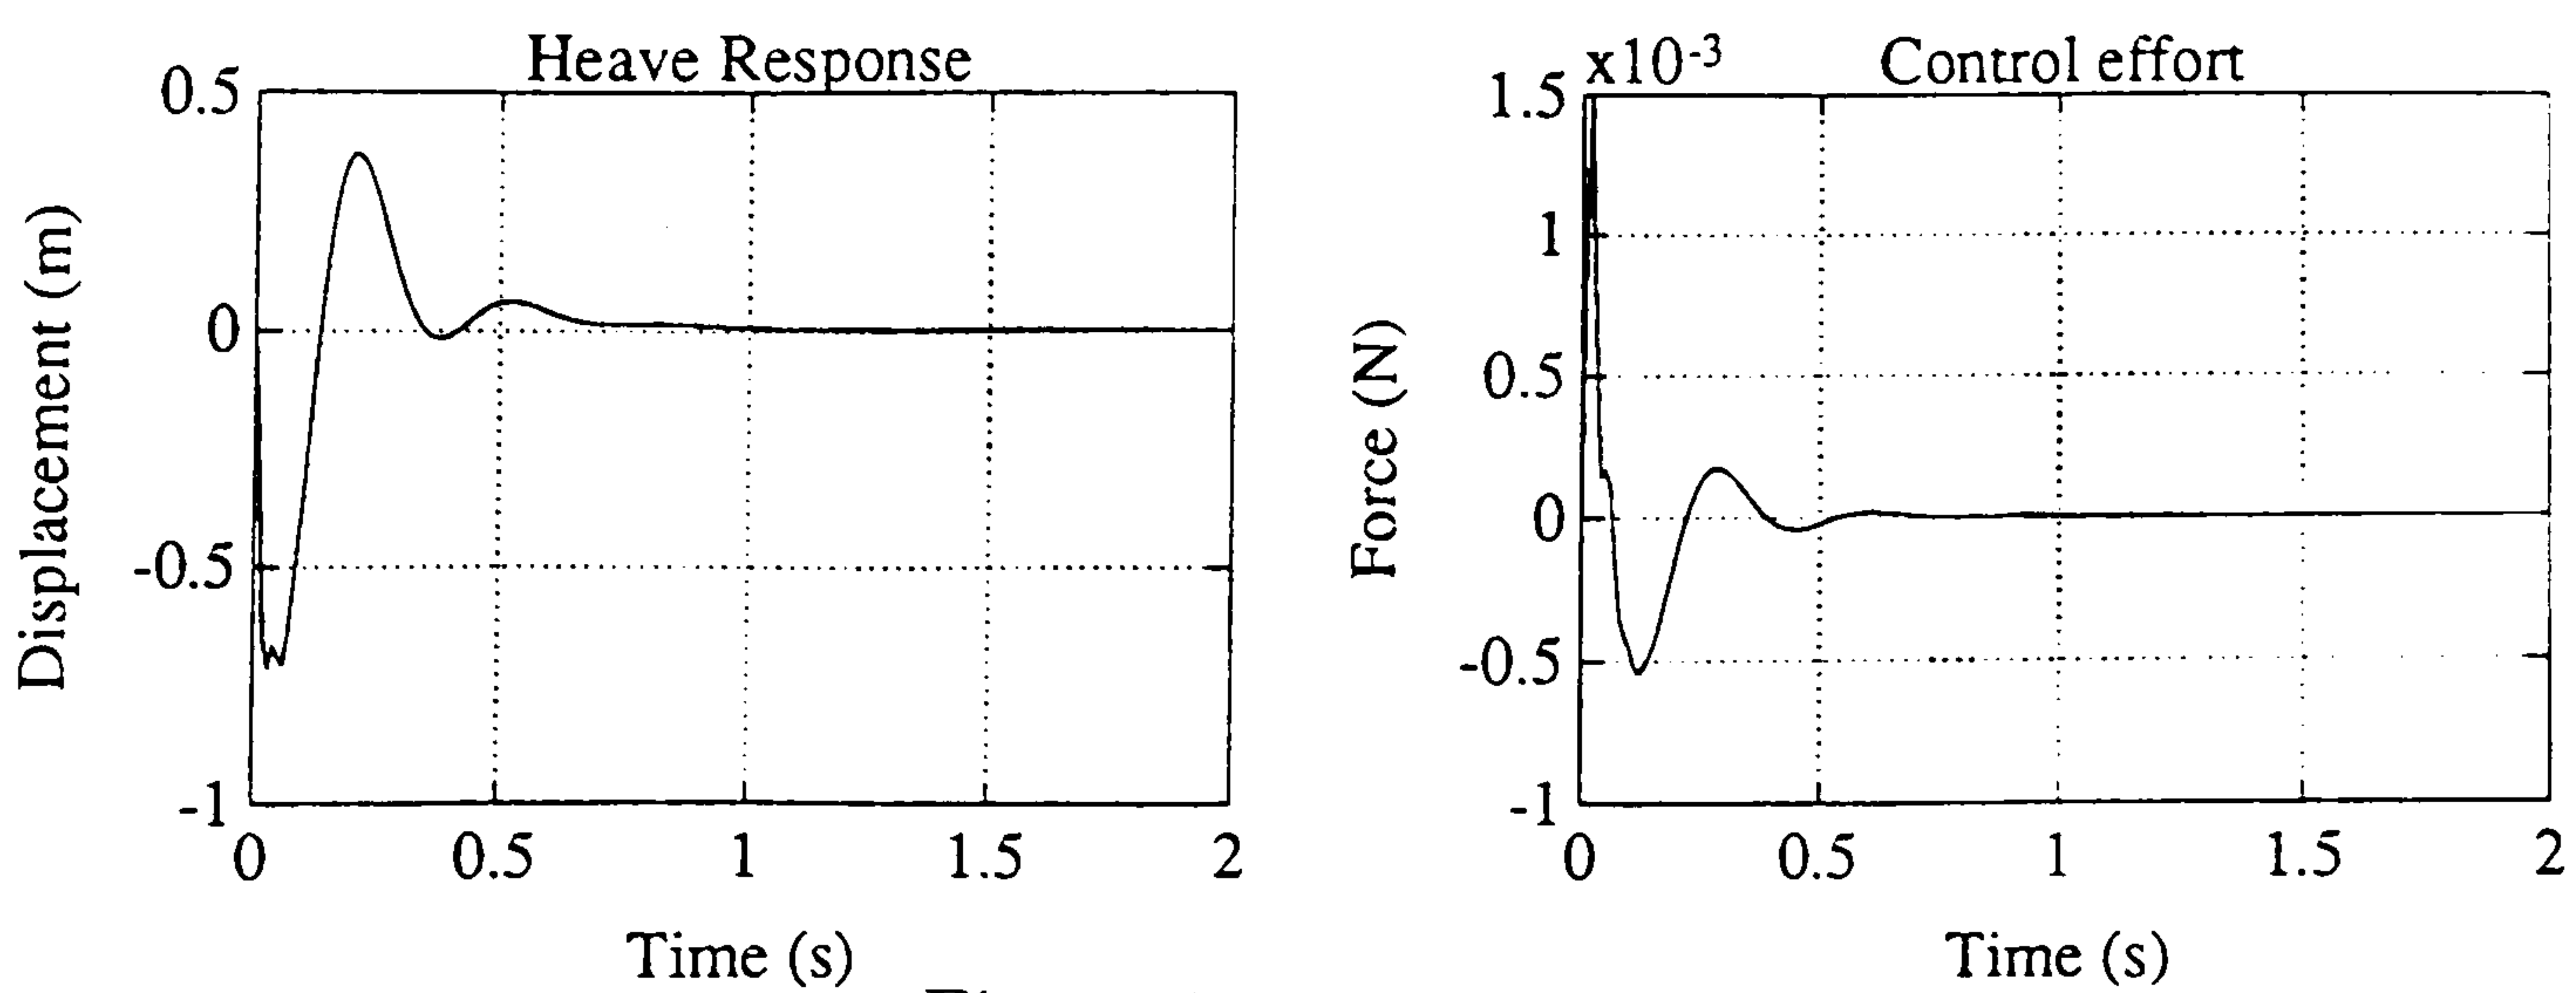 Heave Response
0.5
0
-0.5
-1
0 0.5 1 1.5 2
Displacement (m)
Time (s)
x10-3 Control effort
1.5
1
0.5
0
-0.5
-1
0 0.5 1 1.5 2
Force (N)
Time (s)